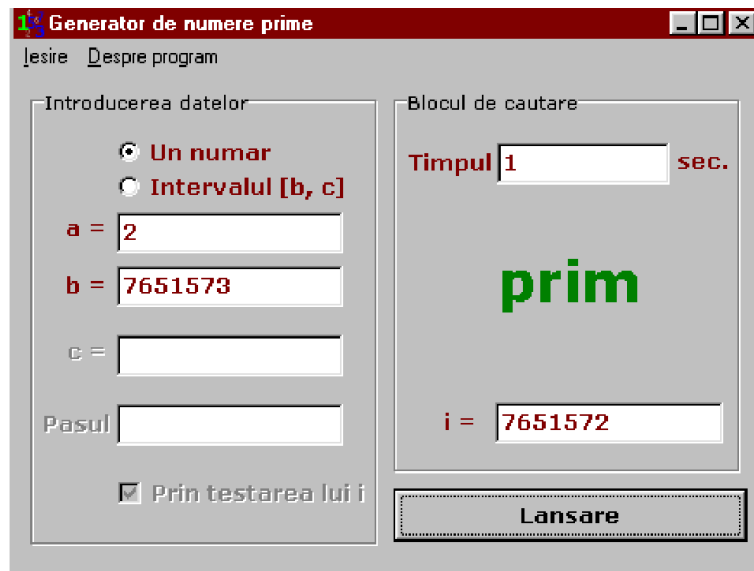 Generator de numere prime
Iesire Despre program
Introducerea datelor
Un numar
Intervalul [b, c]
a = 2
b = 7651573
c =
Pasul
Prin testarea lui i
Blocul de cautare
Timpul 1 sec.
prim
i = 7651572
Lansare